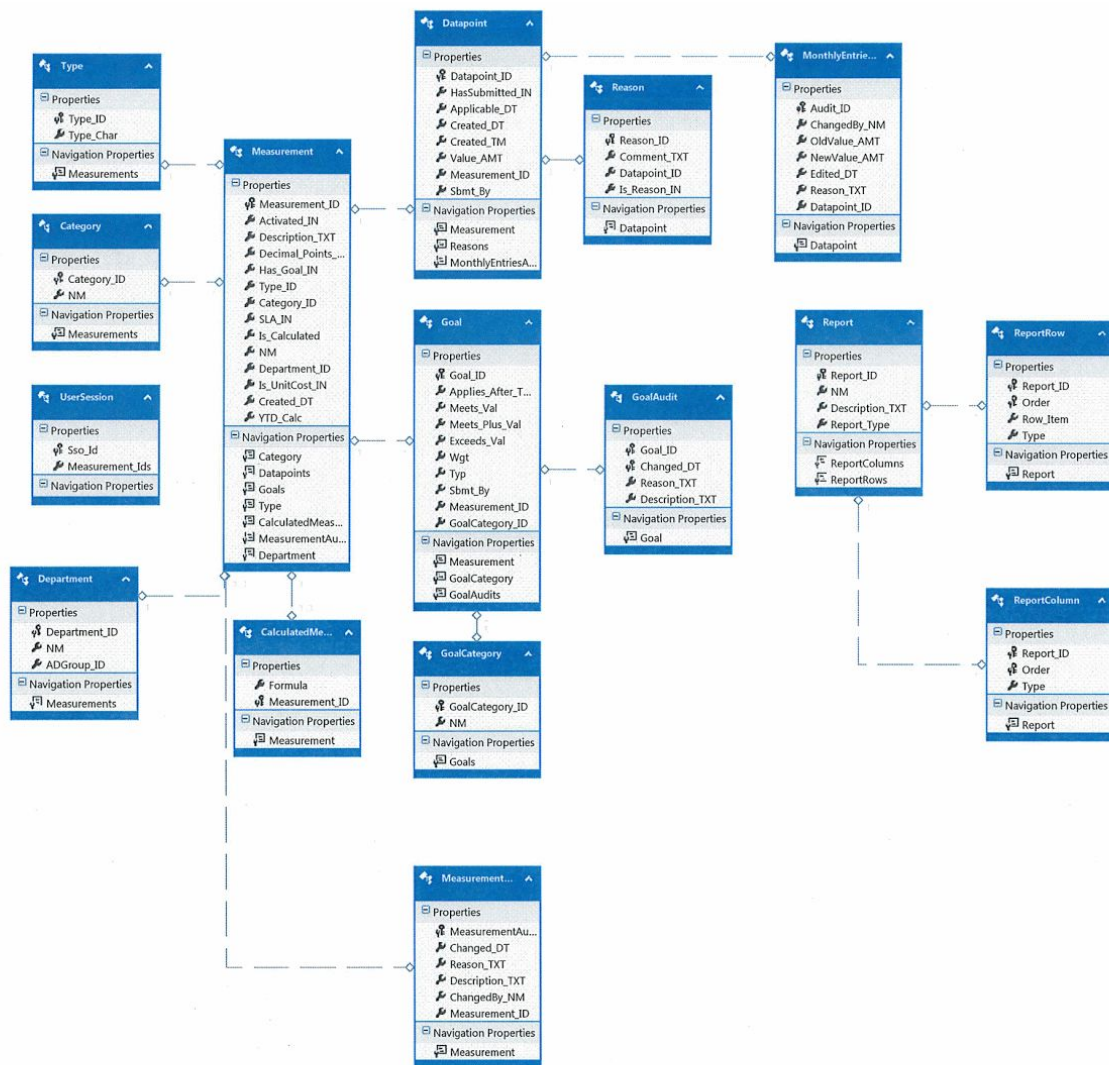 Type
Properties
Type_ID
Type_Char
Navigation Properties
Measurements
Category
Properties
Category_ID
NM
Navigation Properties
Measurements
UserSession
Properties
Sso_Id
Measurement_Ids
Navigation Properties
Department
Properties
Department_ID
NM
ADGroup_ID
Navigation Properties
Measurements
Measurement
Properties
Measurement_ID
Activated_IN
Description_TXT
Decimal_Points_...
Has_Goal_IN
Type_ID
Category_ID
SLA_IN
Is_Calculated
NM
Department_ID
Is_UnitCost_IN
Created_DT
YTD_Calc
Navigation Properties
Category
Datapoints
Goals
Type
CalculatedMeas...
MeasurementAu...
Department
CalculatedMe...
Properties
Formula
Measurement_ID
Navigation Properties
Measurement
Datapoint
Properties
Datapoint_ID
HasSubmitted_IN
Applicable_DT
Created_DT
Created_TM
Value_AMT
Measurement_ID
Sbmt_By
Navigation Properties
Measurement
Reasons
MonthlyEntriesA...
Goal
Properties
Goal_ID
Applies_After_T...
Meets_Val
Meets_Plus_Val
Exceeds_Val
Wgt
Typ
Sbmt_By
Measurement_ID
GoalCategory_ID
Navigation Properties
Measurement
GoalCategory
GoalAudits
GoalCategory
Properties
GoalCategory_ID
NM
Navigation Properties
Goals
Measurement...
Properties
MeasurementAu...
Changed_DT
Reason_TXT
Description_TXT
ChangedBy_NM
Measurement_ID
Navigation Properties
Measurement
Reason
Properties
Reason_ID
Comment_TXT
Datapoint_ID
Is_Reason_IN
Navigation Properties
Datapoint
GoalAudit
Properties
Goal_ID
Changed_DT
Reason_TXT
Description_TXT
Navigation Properties
Goal
MonthlyEntrie...
Properties
Audit_ID
ChangedBy_NM
OldValue_AMT
NewValue_AMT
Edited_DT
Reason_TXT
Datapoint_ID
Navigation Properties
Datapoint
Report
Properties
Report_ID
NM
Description_TXT
Report_Type
Navigation Properties
ReportColumns
ReportRows
ReportRow
Properties
Report_ID
Order
Row_Item
Type
Navigation Properties
Report
ReportColumn
Properties
Report_ID
Order
Type
Navigation Properties
Report